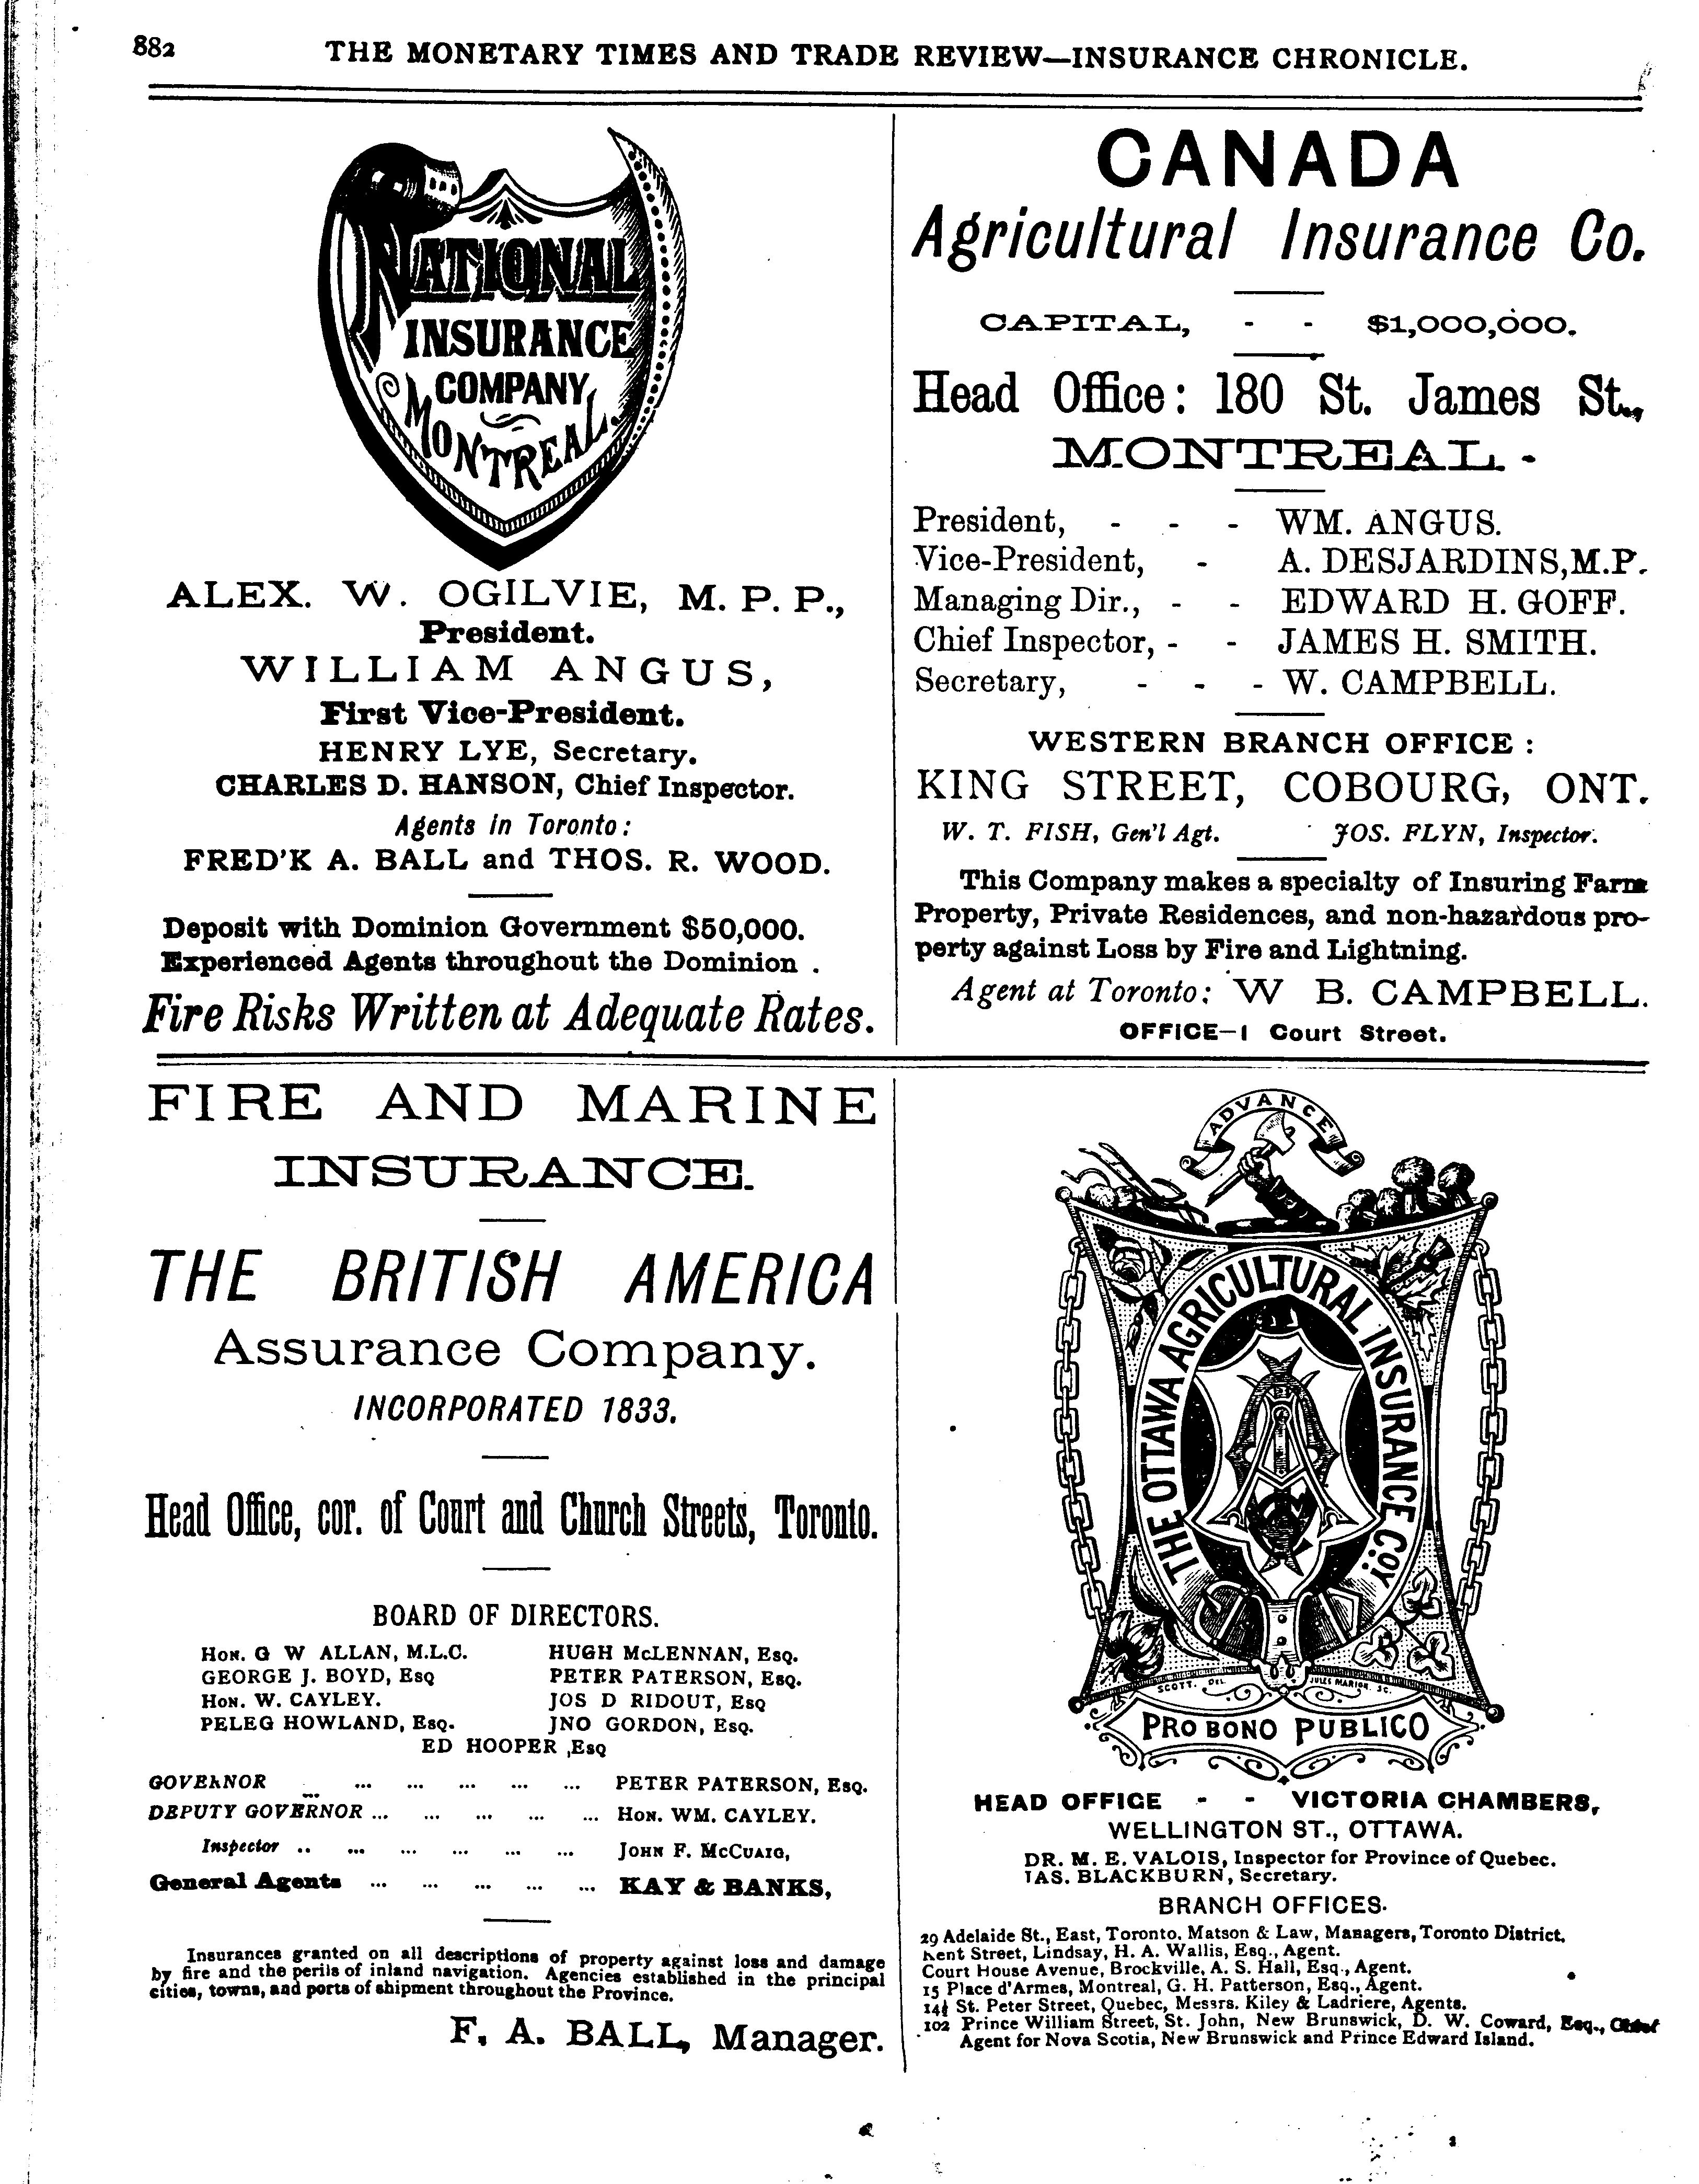 882
THE MONETARY TIMES AND TRADE REVIEW—INSURANCE CHRONICLE.
NATIONAL
INSURANCE
COMPANY
MONTREAL.
ALEX. W. OGILVIE, M. P. P.,
President.
WILLIAM ANGUS,
First Vice-President.
HENRY LYE, Secretary.
CHARLES D. HANSON, Chief Inspector.
Agents in Toronto:
FRED'K A. BALL and THOS. R. WOOD.
Deposit with Dominion Government $50,000.
Experienced Agents throughout the Dominion .
Fire Risks Written at Adequate Rates.
CANADA
Agricultural Insurance Co.
CAPITAL, - - $1,000,000.
Head Office: 180 St. James St.,
MONTREAL. -
President, - - - WM. ANGUS.
Vice-President, - A. DESJARDINS, M.P.
Managing Dir., - - EDWARD H. GOFF.
Chief Inspector, - - JAMES H. SMITH.
Secretary, - - - W. CAMPBELL.
WESTERN BRANCH OFFICE :
KING STREET, COBOURG, ONT.
W. T. FISH, Gen'l Agt. JOS. FLYN, Inspector.
This Company makes a specialty of Insuring Farm
Property, Private Residences, and non-hazardous pro-
perty against Loss by Fire and Lightning.
Agent at Toronto: W B. CAMPBELL.
OFFICE—1 Court Street.
FIRE AND MARINE
INSURANCE.
THE BRITISH AMERICA
Assurance Company.
INCORPORATED 1833.
Head Office, cor. of Court and Church Streets, Toronto.
BOARD OF DIRECTORS.
HON. G W ALLAN, M.L.C. HUGH McLENNAN, Esq.
GEORGE J. BOYD, Esq PETER PATERSON, Esq.
HON. W. CAYLEY. JOS D RIDOUT, Esq
PELEG HOWLAND, Esq. JNO GORDON, Esq.
ED HOOPER ,Esq
GOVERNOR ... ... ... ... ... ... PETER PATERSON, Esq.
DEPUTY GOVERNOR ... ... ... ... ... HON. WM. CAYLEY.
Inspector .. ... ... ... ... ... JOHN F. McCUAIG,
General Agents ... ... ... ... ... KAY & BANKS,
Insurances granted on all descriptions of property against loss and damage
by fire and the perils of inland navigation. Agencies established in the principal
cities, towns, and ports of shipment throughout the Province.
F. A. BALL, Manager.
ADVANCE
THE OTTAWA AGRICULTURAL INSURANCE COY
SCOTT. DEL. JULES MARION. SC.
PRO BONO PUBLICO
HEAD OFFICE - - VICTORIA CHAMBERS,
WELLINGTON ST., OTTAWA.
DR. M. E. VALOIS, Inspector for Province of Quebec.
JAS. BLACKBURN, Secretary.
BRANCH OFFICES.
29 Adelaide St., East, Toronto. Matson & Law, Managers, Toronto District.
Kent Street, Lindsay, H. A. Wallis, Esq., Agent.
Court House Avenue, Brockville, A. S. Hall, Esq., Agent.
15 Place d'Armes, Montreal, G. H. Patterson, Esq., Agent.
14½ St. Peter Street, Quebec, Messrs. Kiley & Ladriere, Agents.
102 Prince William Street, St. John, New Brunswick, D. W. Coward, Esq., Chief
Agent for Nova Scotia, New Brunswick and Prince Edward Island.